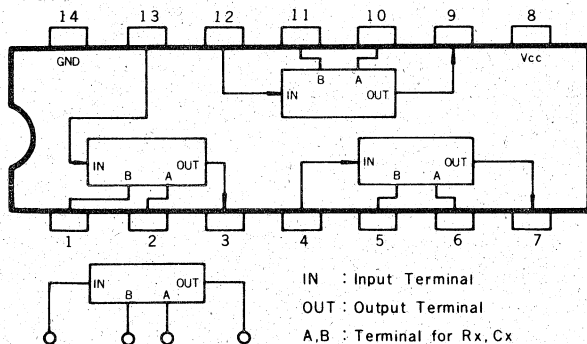 14 13 12 11 10 9 8
GND Vcc
B A
IN OUT
IN OUT
B A
IN OUT
B A
1 2 3 4 5 6 7
IN OUT
B A
IN : Input Terminal
OUT : Output Terminal
A,B : Terminal for Rx, Cx